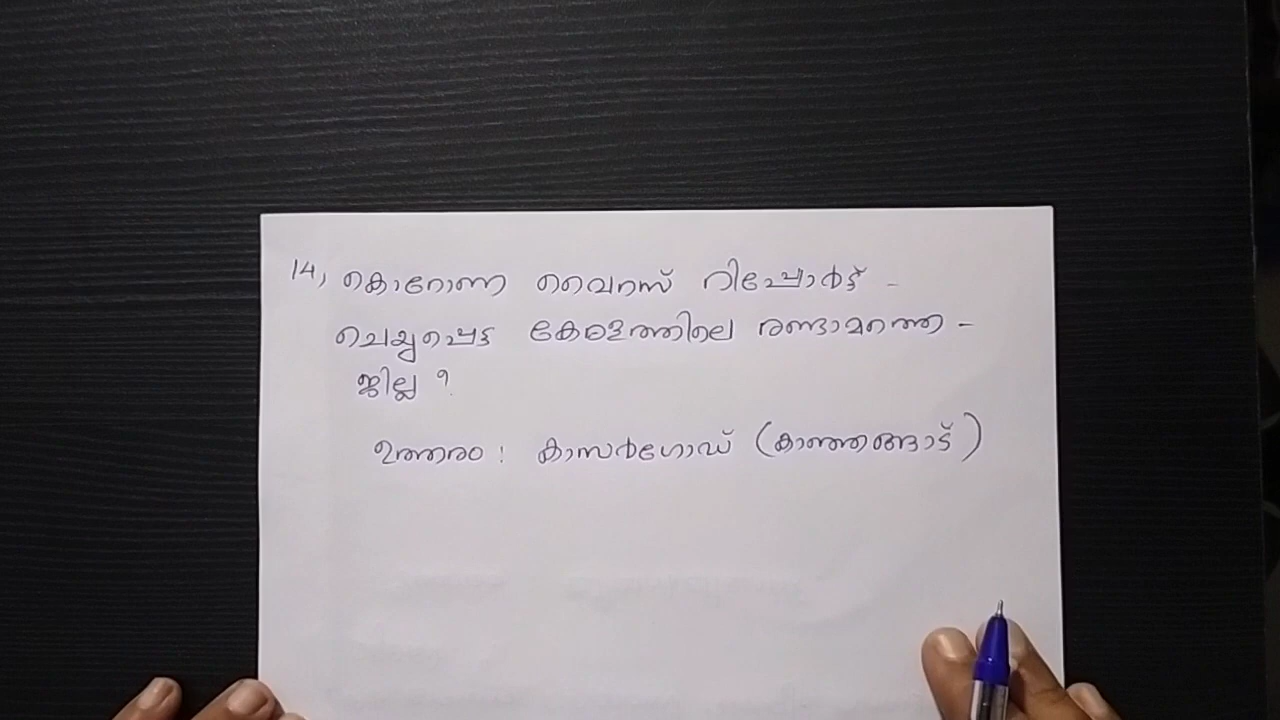 14, കൊറോണ വൈറസ് റിപ്പോർട്ട് -
ചെയ്യപ്പെട്ട കേരളത്തിലെ രണ്ടാമത്തെ -
ജില്ല ?
ഉത്തരം : കാസർഗോഡ് (കാഞ്ഞങ്ങാട്)